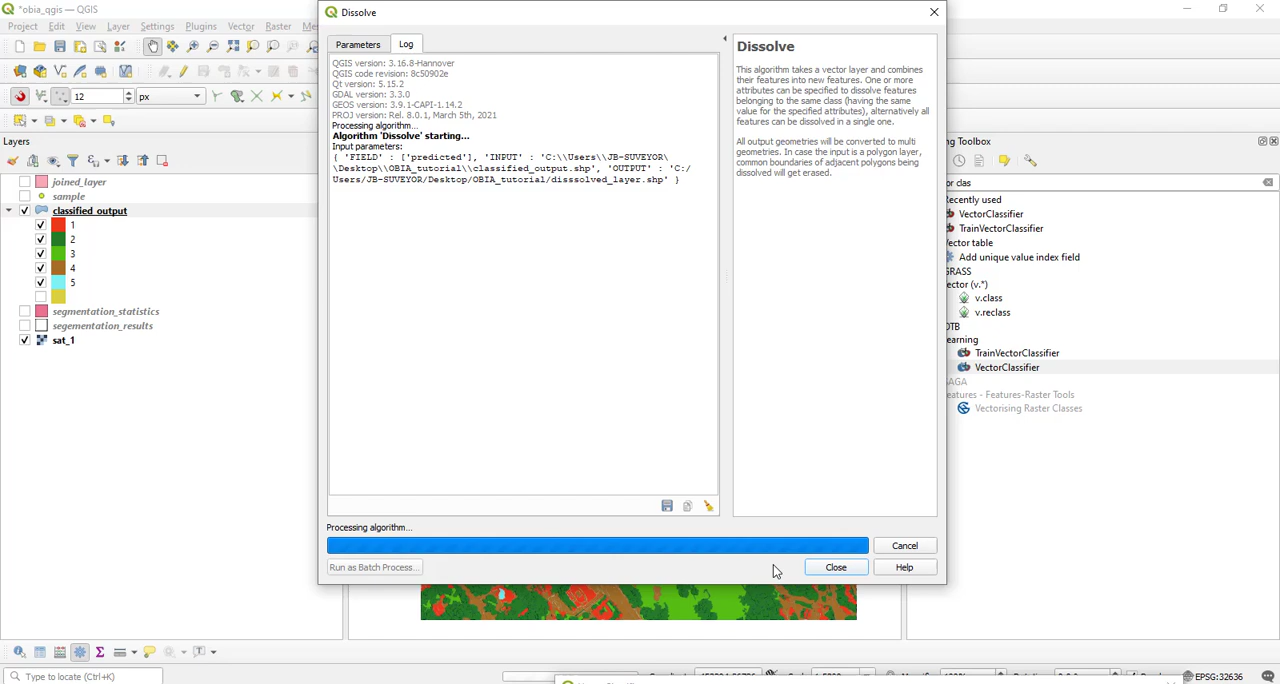 *obia_qgis — QGIS
Project Edit View Layer Settings Plugins Vector Raster
12 px
Layers
joined_layer
sample
classified_output
1
2
3
4
5
segmentation_statistics
segementation_results
sat_1
Dissolve
Parameters Log
QGIS version: 3.16.8-Hannover
QGIS code revision: 8c50902e
Qt version: 5.15.2
GDAL version: 3.3.0
GEOS version: 3.9.1-CAPI-1.14.2
PROJ version: Rel. 8.0.1, March 5th, 2021
Processing algorithm…
Algorithm 'Dissolve' starting…
Input parameters:
{ 'FIELD' : ['predicted'], 'INPUT' : 'C:\\Users\\JB-SUVEYOR\
\Desktop\\OBIA_tutorial\\classified_output.shp', 'OUTPUT' : 'C:/
Users/JB-SUVEYOR/Desktop/OBIA_tutorial/disssolved_layer.shp' }
Processing algorithm…
Cancel
Run as Batch Process…
Close Help
Dissolve
This algorithm takes a vector layer and combines
their features into new features. One or more
attributes can be specified to dissolve features
belonging to the same class (having the same
value for the specified attributes), alternatively all
features can be dissolved in a single one.
All output geometries will be converted to multi
geometries. In case the input is a polygon layer,
common boundaries of adjacent polygons being
dissolved will get erased.
ng Toolbox
or clas
Recently used
VectorClassifier
TrainVectorClassifier
Vector table
Add unique value index field
GRASS
ector (v.*)
v.class
v.reclass
OTB
earning
TrainVectorClassifier
VectorClassifier
AGA
eatures - Features-Raster Tools
Vectorising Raster Classes
Type to locate (Ctrl+K)
EPSG:32636